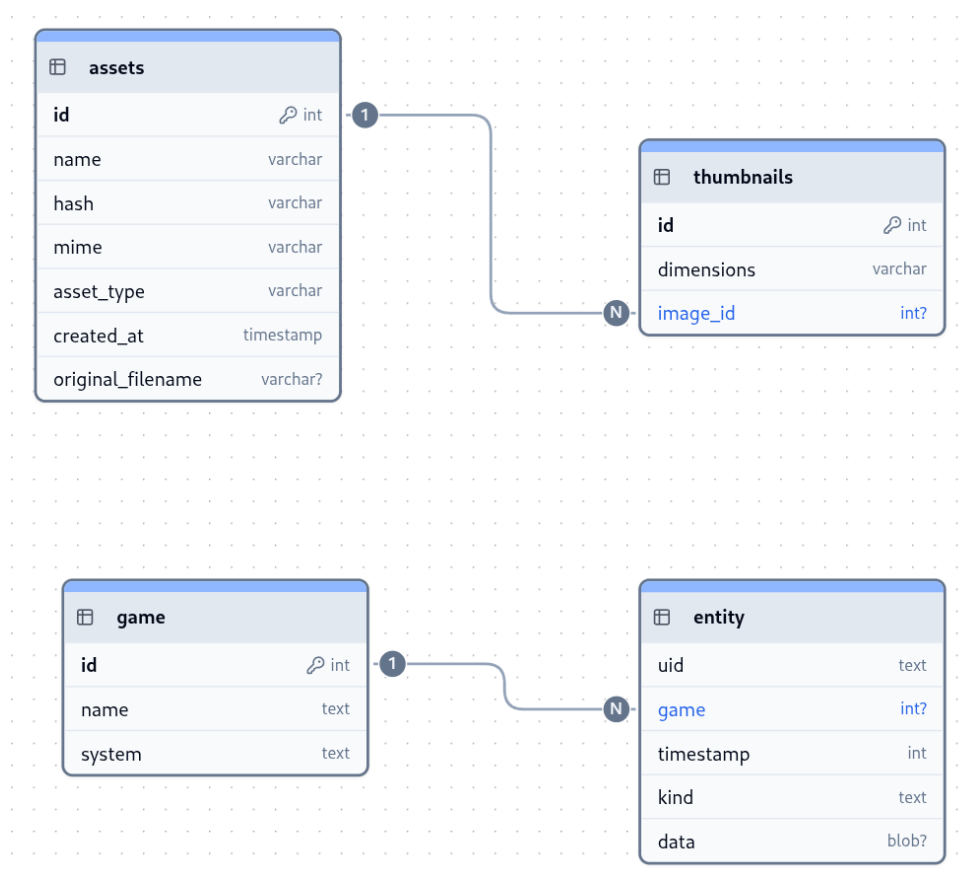 assets
id int
name varchar
hash varchar
mime varchar
asset_type varchar
created_at timestamp
original_filename varchar?
1
N
thumbnails
id int
dimensions varchar
image_id int?
game
id int
name text
system text
1
N
entity
uid text
game int?
timestamp int
kind text
data blob?